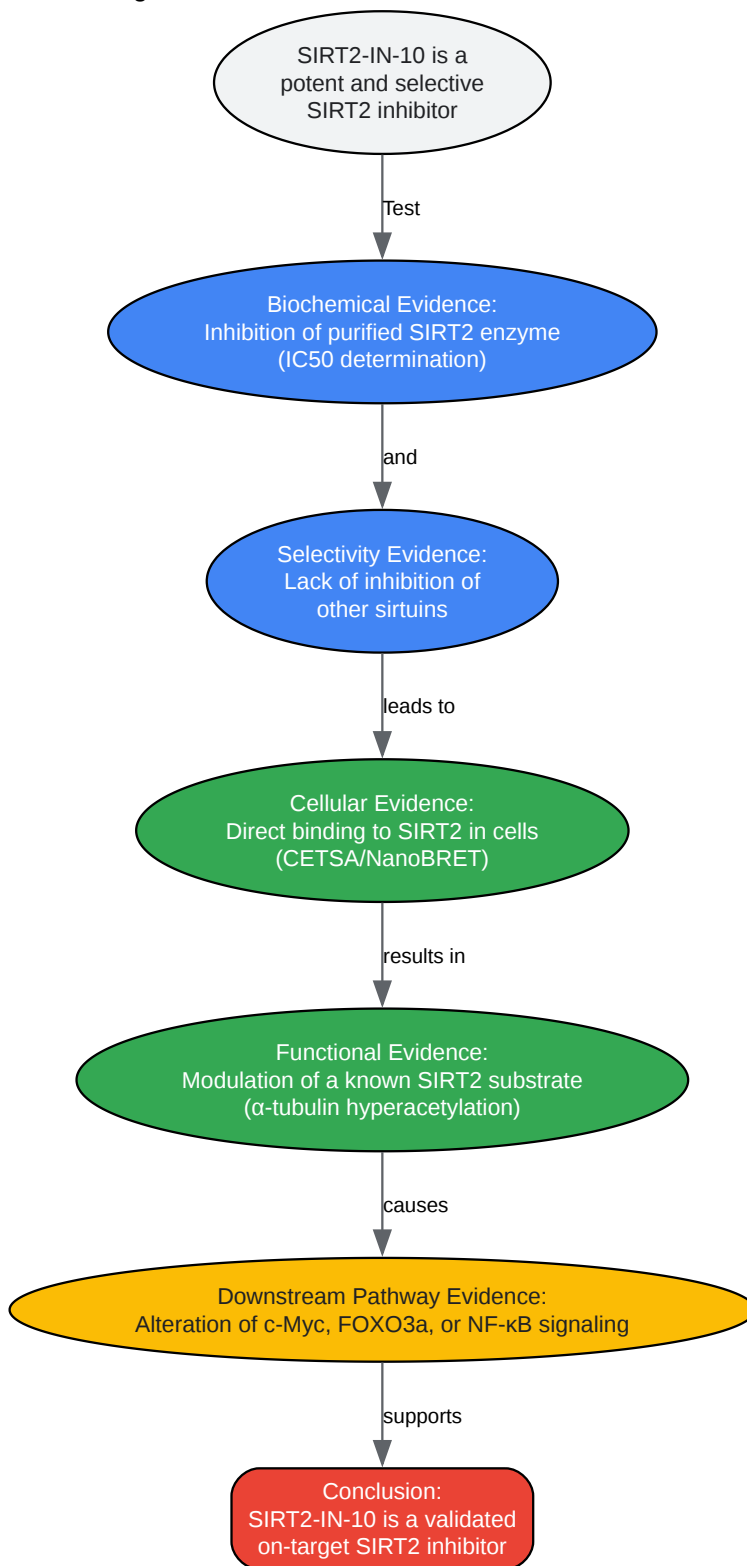 SIRT2-IN-10 is a
potent and selective
SIRT2 inhibitor
Test
Biochemical Evidence:
Inhibition of purified SIRT2 enzyme
(IC50 determination)
and
Selectivity Evidence:
Lack of inhibition of
other sirtuins
leads to
Cellular Evidence:
Direct binding to SIRT2 in cells
(CETSA/NanoBRET)
results in
Functional Evidence:
Modulation of a known SIRT2 substrate
(α-tubulin hyperacetylation)
causes
Downstream Pathway Evidence:
Alteration of c-Myc, FOXO3a, or NF-κB signaling
supports
Conclusion:
SIRT2-IN-10 is a validated
on-target SIRT2 inhibitor